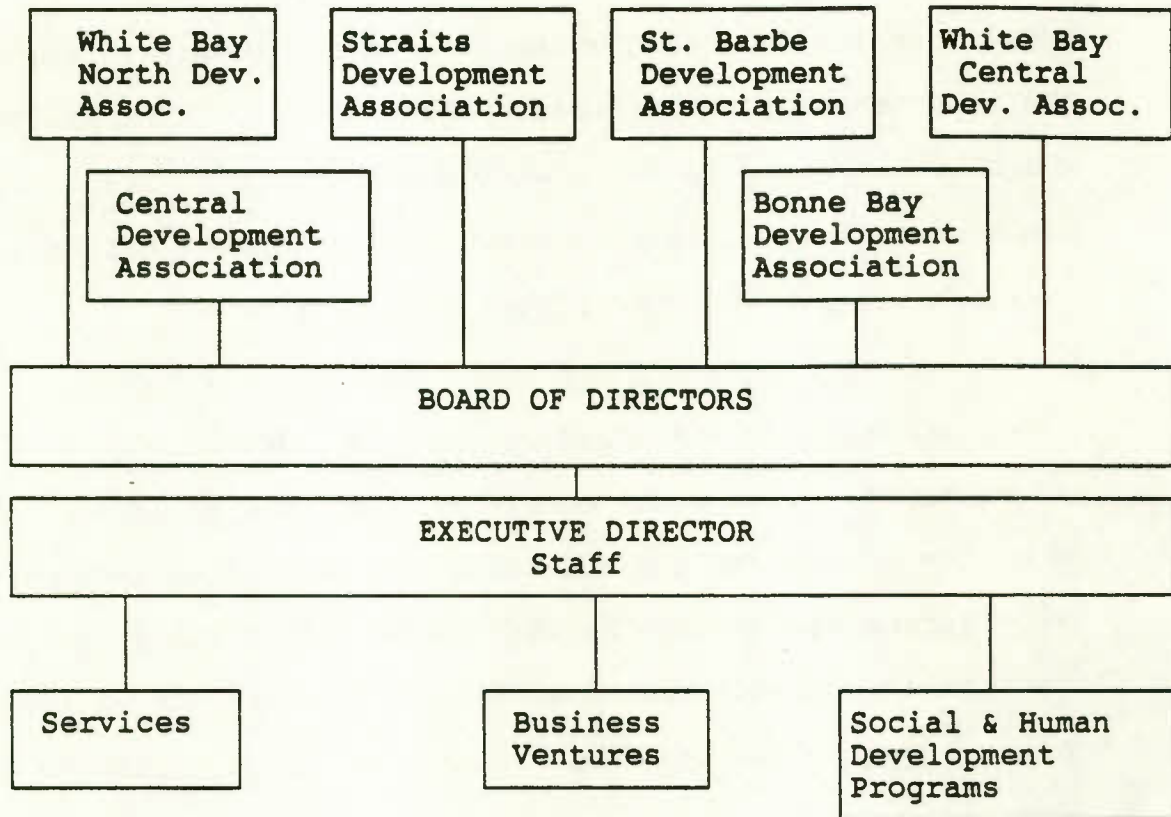 White Bay
North Dev.
Assoc.
Straits
Development
Association
St. Barbe
Development
Association
White Bay
Central
Dev. Assoc.
Central
Development
Association
Bonne Bay
Development
Association
BOARD OF DIRECTORS
EXECUTIVE DIRECTOR
Staff
Services
Business
Ventures
Social & Human
Development
Programs